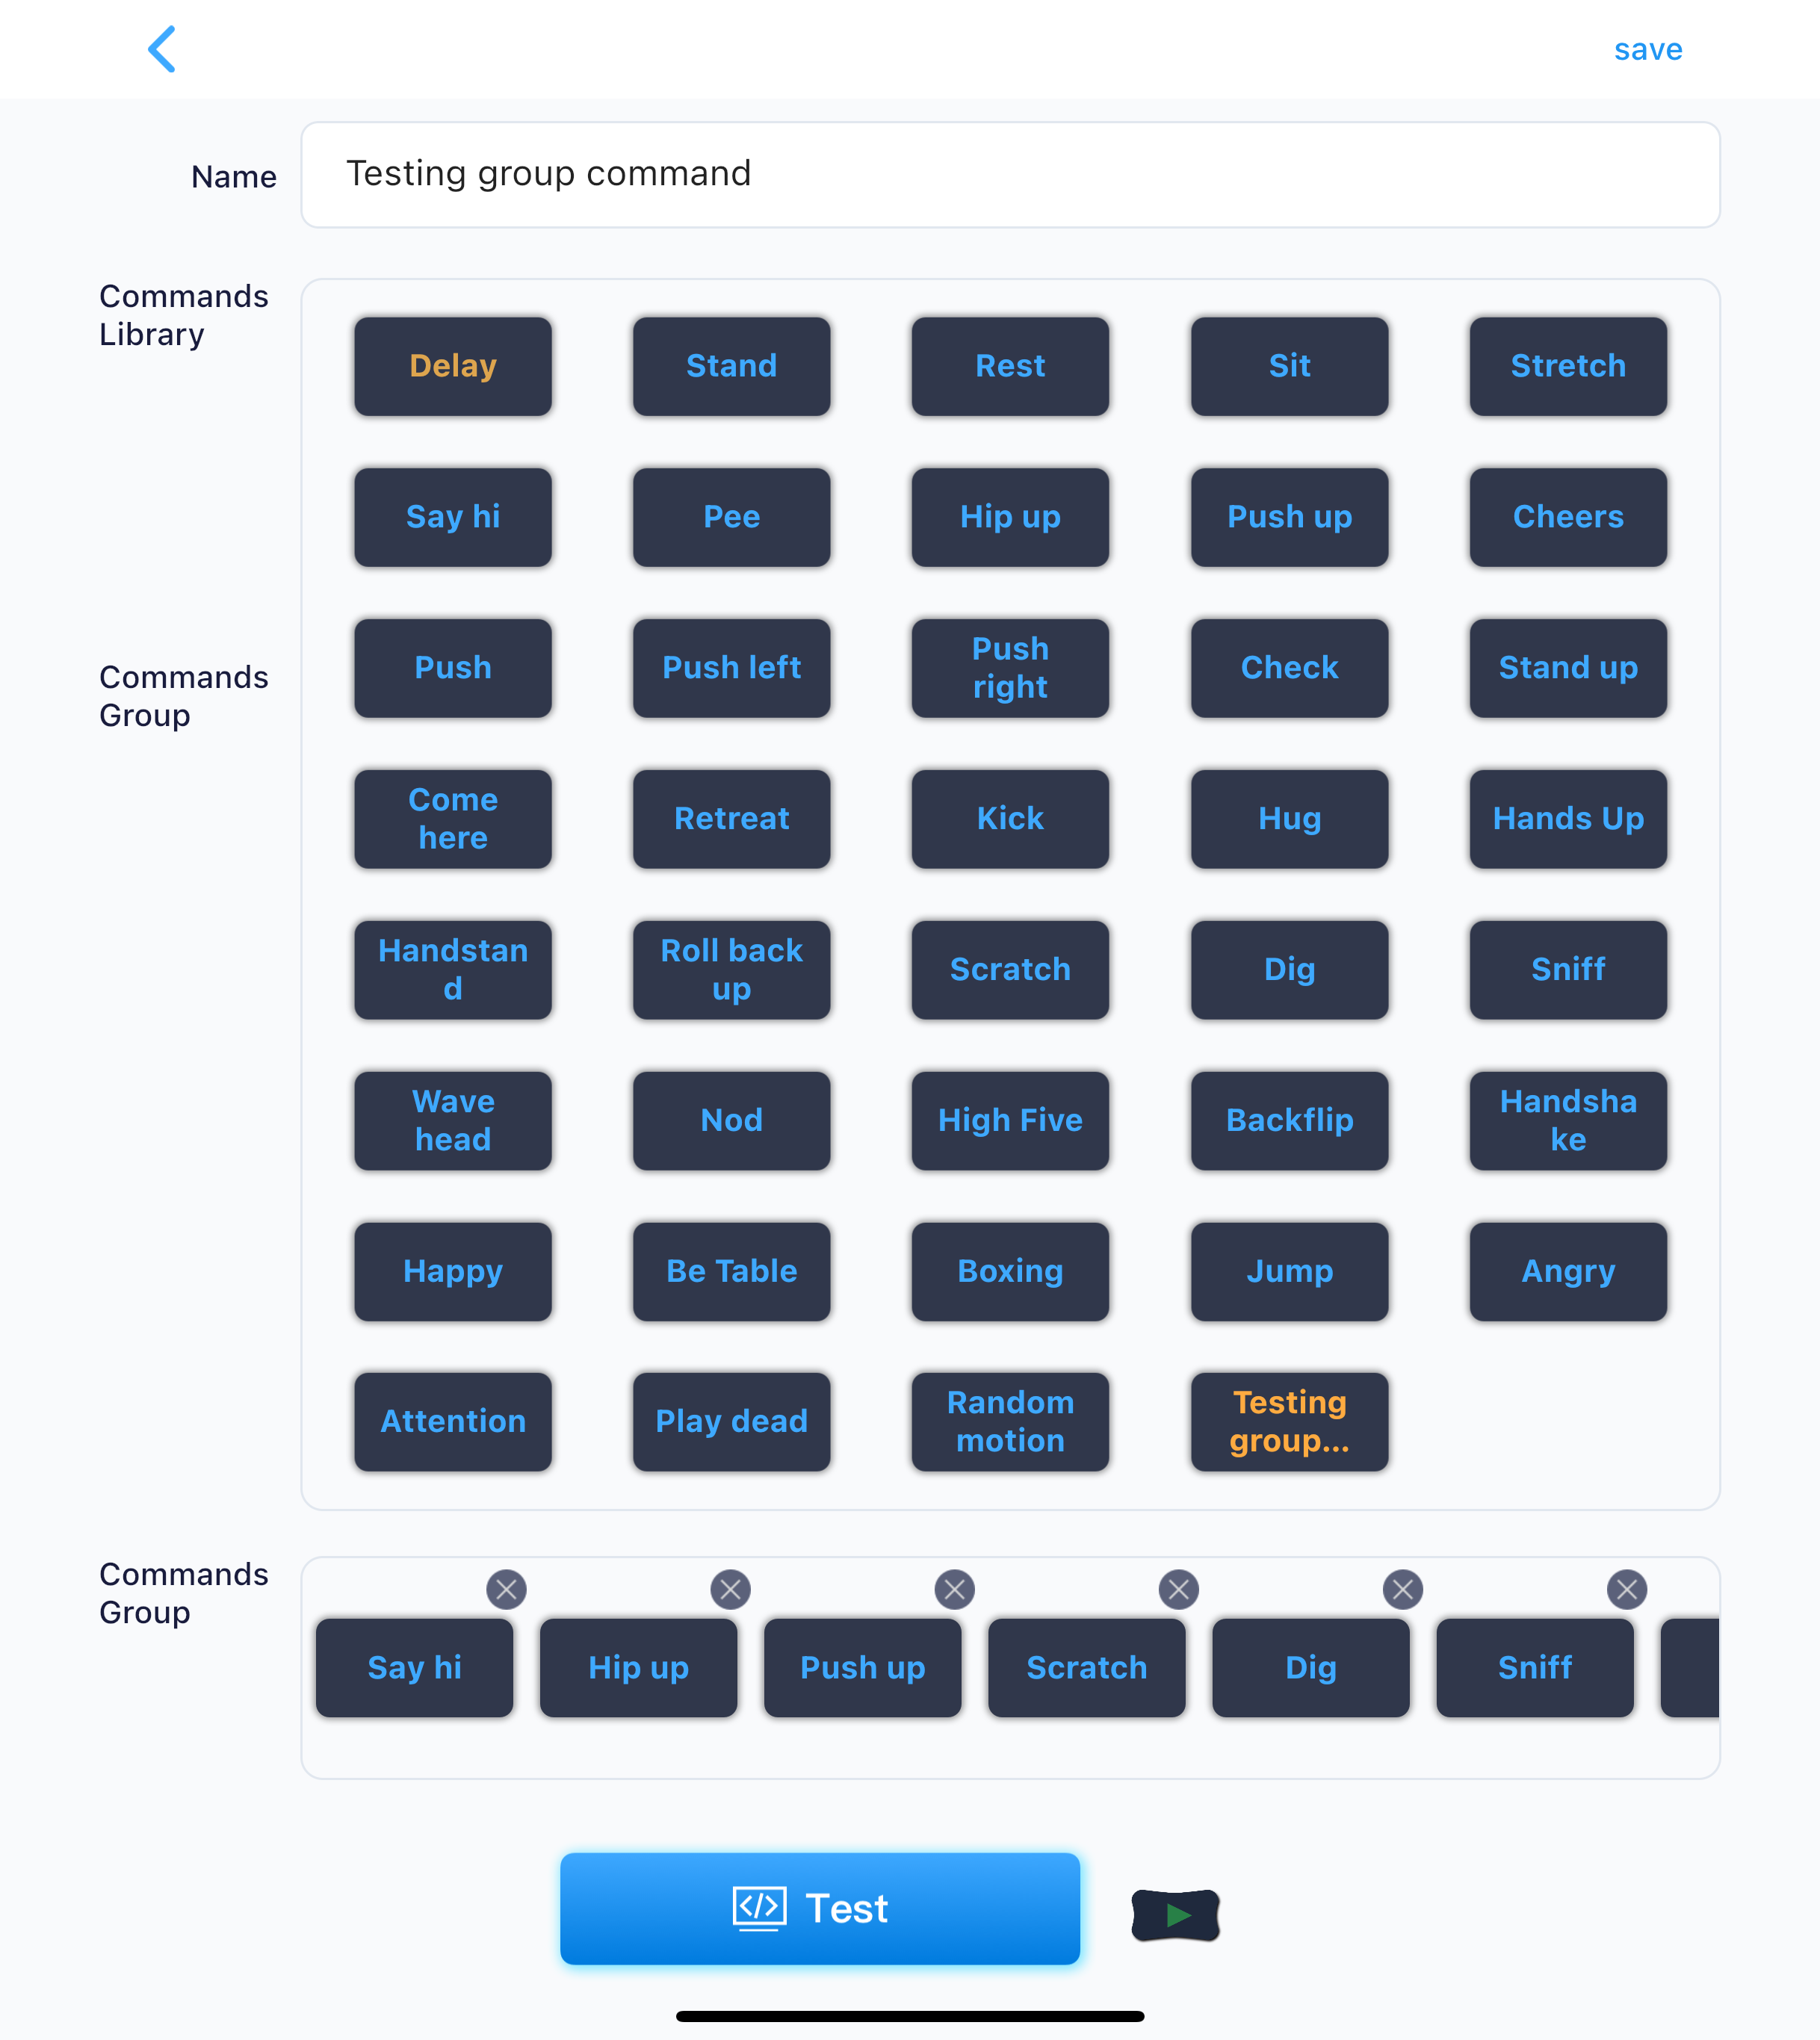 save
Name
Testing group command
Commands
Library
Delay
Stand
Rest
Sit
Stretch
Say hi
Pee
Hip up
Push up
Cheers
Commands
Group
Push
Push left
Push
right
Check
Stand up
Come
here
Retreat
Kick
Hug
Hands Up
Handstan
d
Roll back
up
Scratch
Dig
Sniff
Wave
head
Nod
High Five
Backflip
Handsha
ke
Happy
Be Table
Boxing
Jump
Angry
Attention
Play dead
Random
motion
Testing
group...
Commands
Group
Say hi
Hip up
Push up
Scratch
Dig
Sniff
</> Test